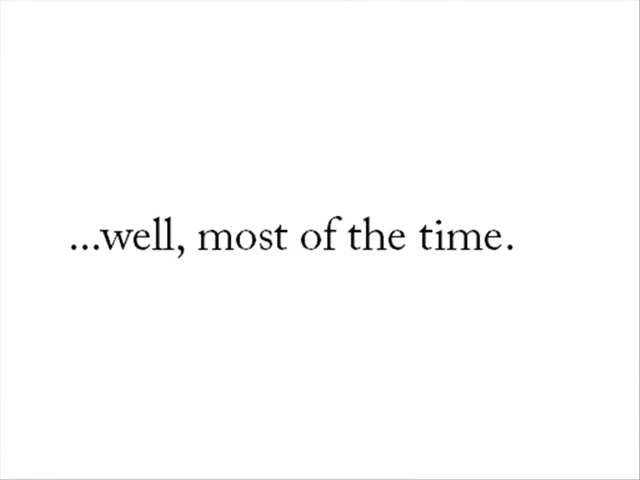 ...well, most of the time.